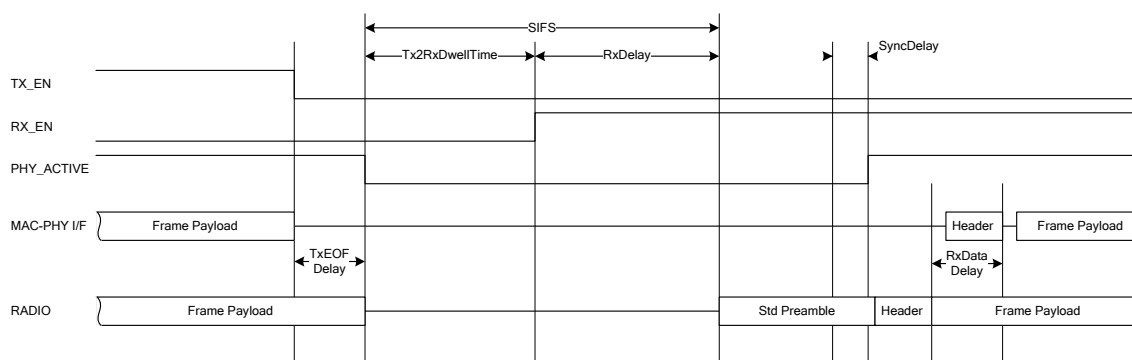 SIFS
Tx2RxDwellTime
RxDelay
SyncDelay
TX_EN
RX_EN
PHY_ACTIVE
MAC-PHY I/F
Frame Payload
Header
Frame Payload
TxEOF
Delay
RxData
Delay
RADIO
Frame Payload
Std Preamble
Header
Frame Payload